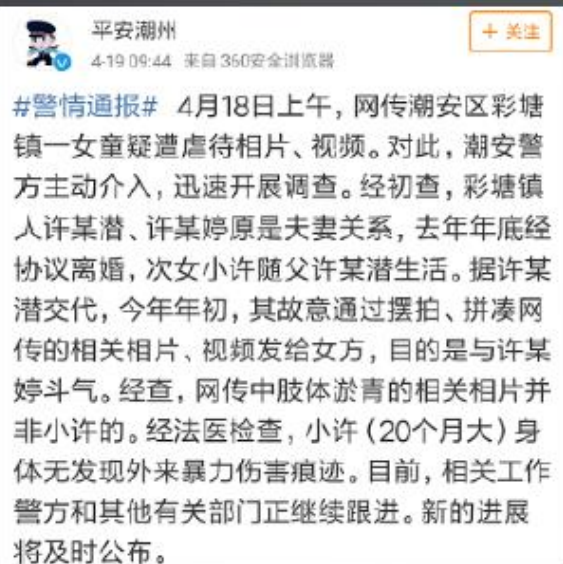 平安潮州
+ 关注
4-19 09:44 来自 360安全浏览器
#警情通报# 4月18日上午，网传潮安区彩塘
镇一女童疑遭虐待相片、视频。对此，潮安警
方主动介入，迅速开展调查。经初查，彩塘镇
人许某潜、许某婷原是夫妻关系，去年年底经
协议离婚，次女小许随父许某潜生活。据许某
潜交代，今年年初，其故意通过摆拍、拼凑网
传的相关相片、视频发给女方，目的是与许某
婷斗气。经查，网传中肢体淤青的相关相片并
非小许的。经法医检查，小许（20个月大）身
体无发现外来暴力伤害痕迹。目前，相关工作
警方和其他有关部门正继续跟进。新的进展
将及时公布。